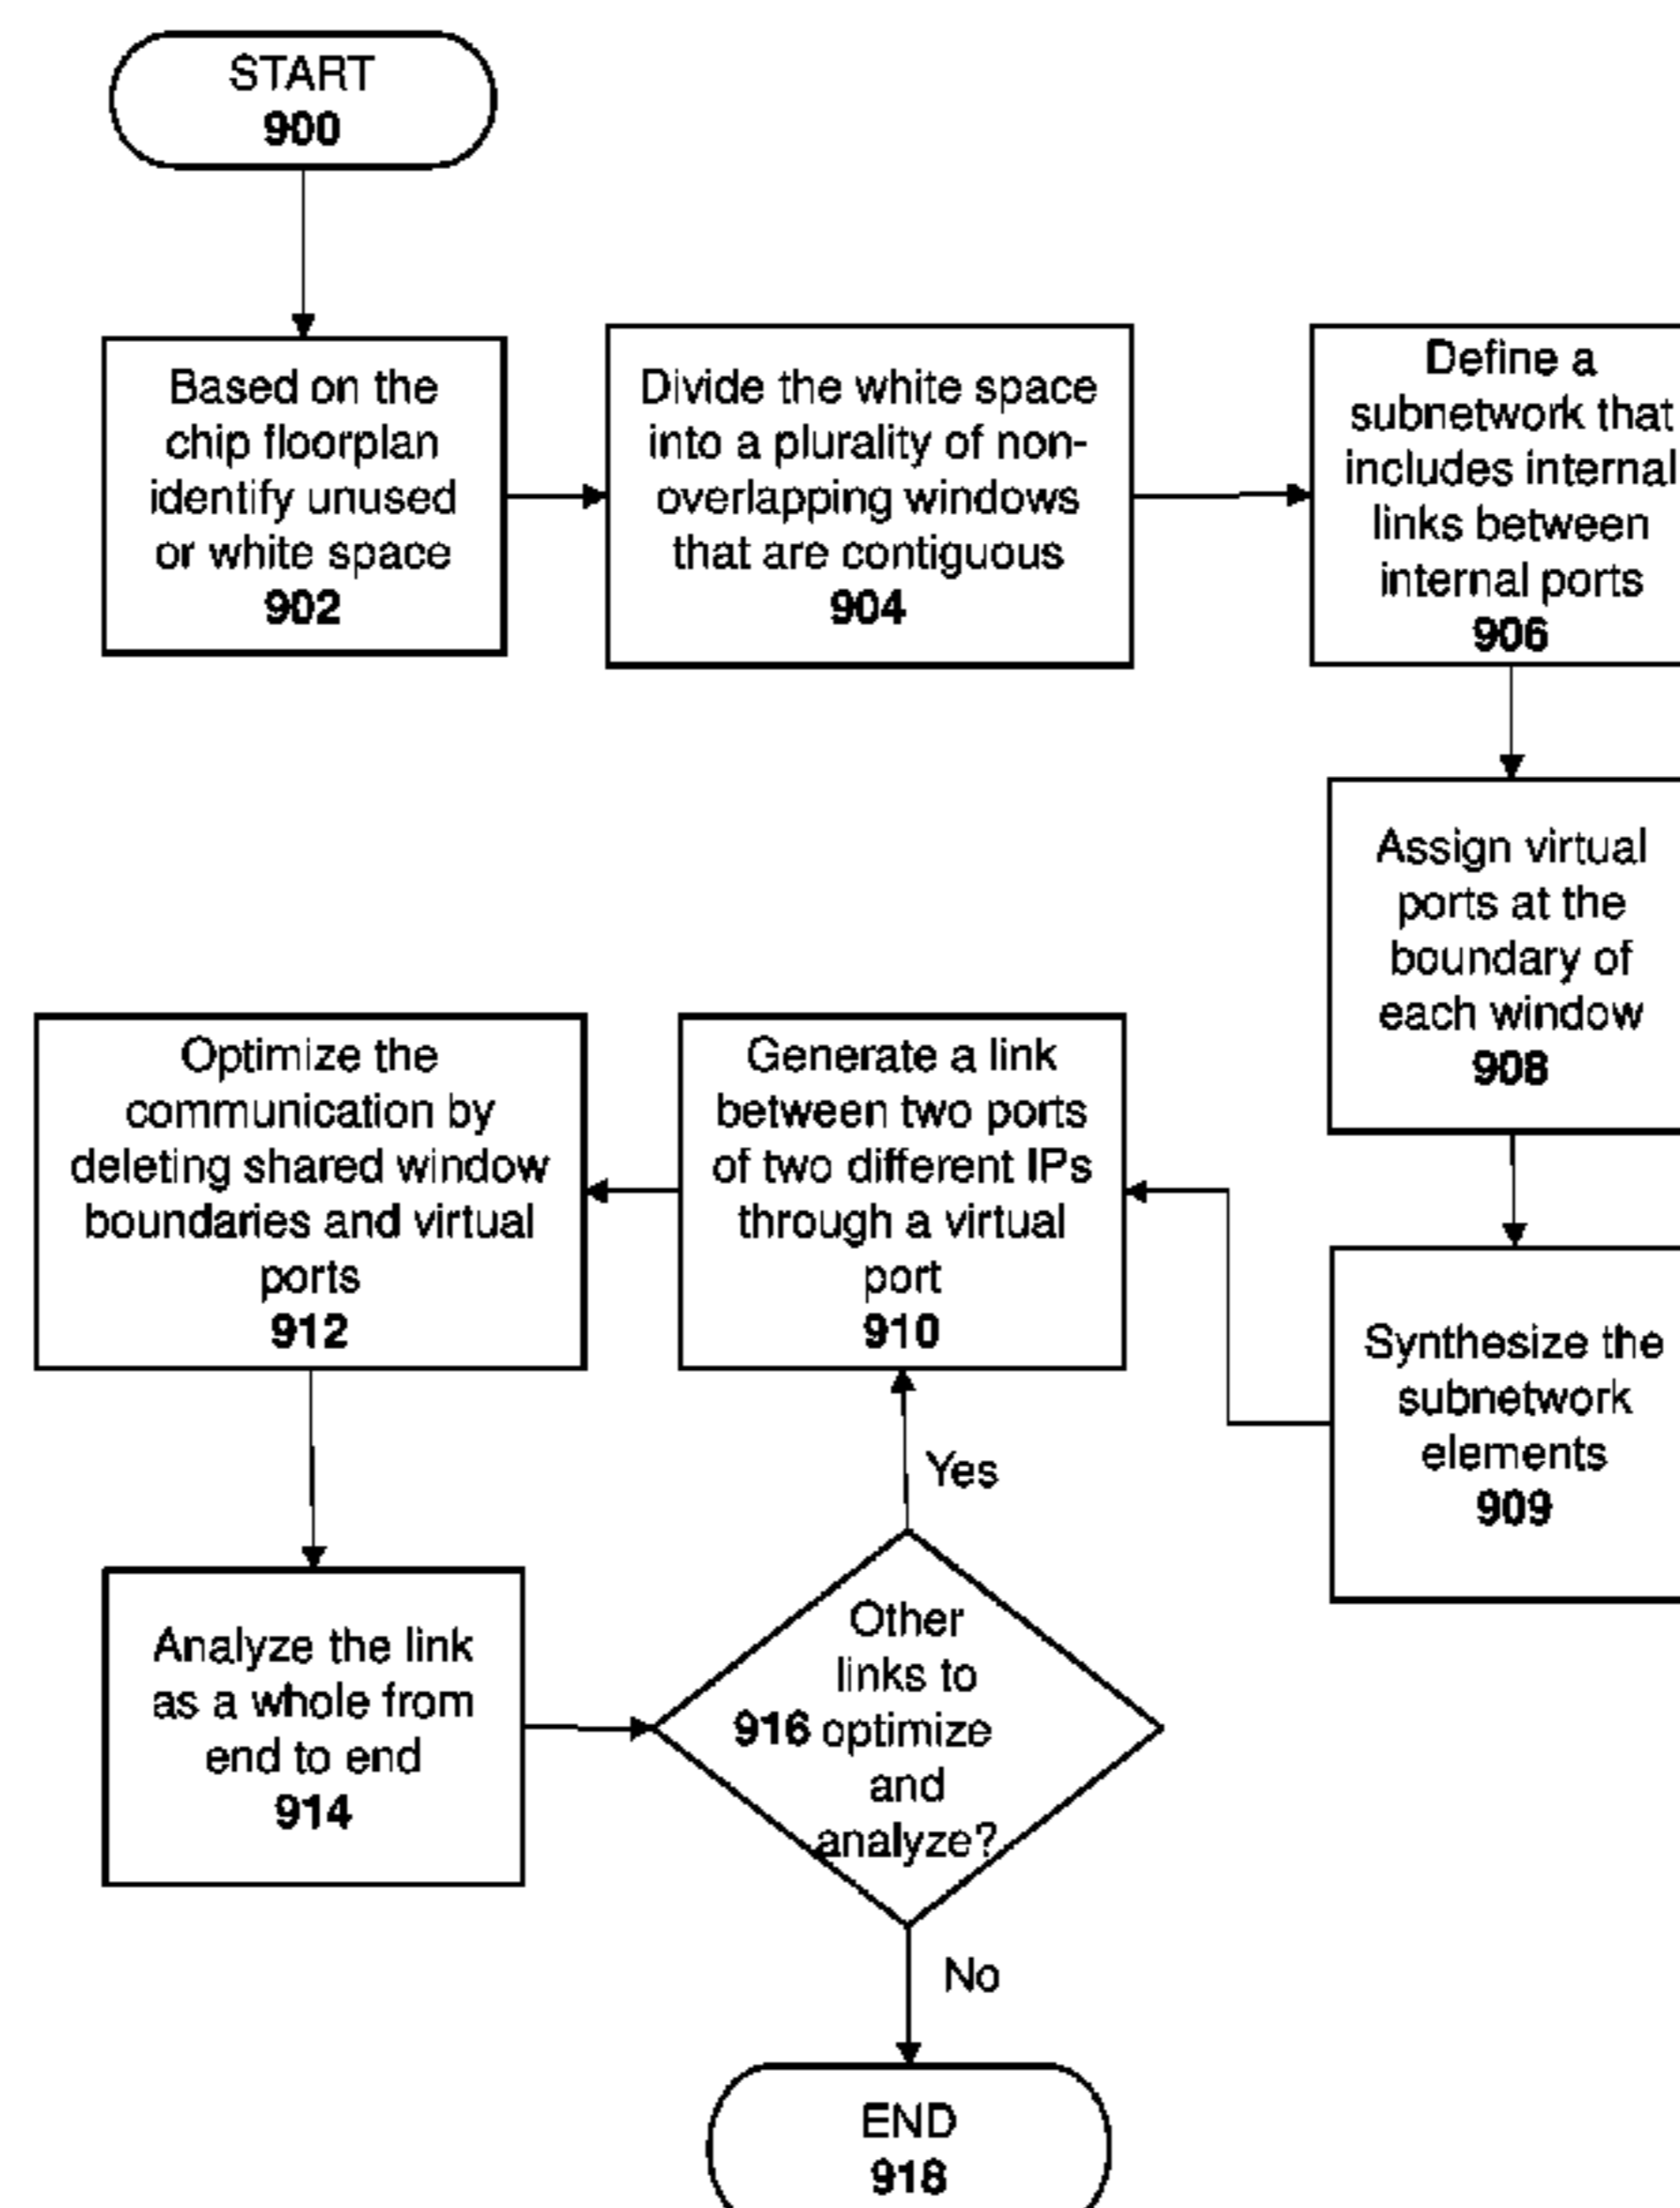 START
900
Based on the
chip floorplan
identify unused
or white space
902
Divide the white space
into a plurality of non-
overlapping windows
that are contiguous
904
Define a
subnetwork that
includes internal
links between
internal ports
906
Assign virtual
ports at the
boundary of
each window
908
Synthesize the
subnetwork
elements
909
Generate a link
between two ports
of two different IPs
through a virtual
port
910
Optimize the
communication by
deleting shared window
boundaries and virtual
ports
912
Analyze the link
as a whole from
end to end
914
Other
links to
916 optimize
and
analyze?
Yes
No
END
918